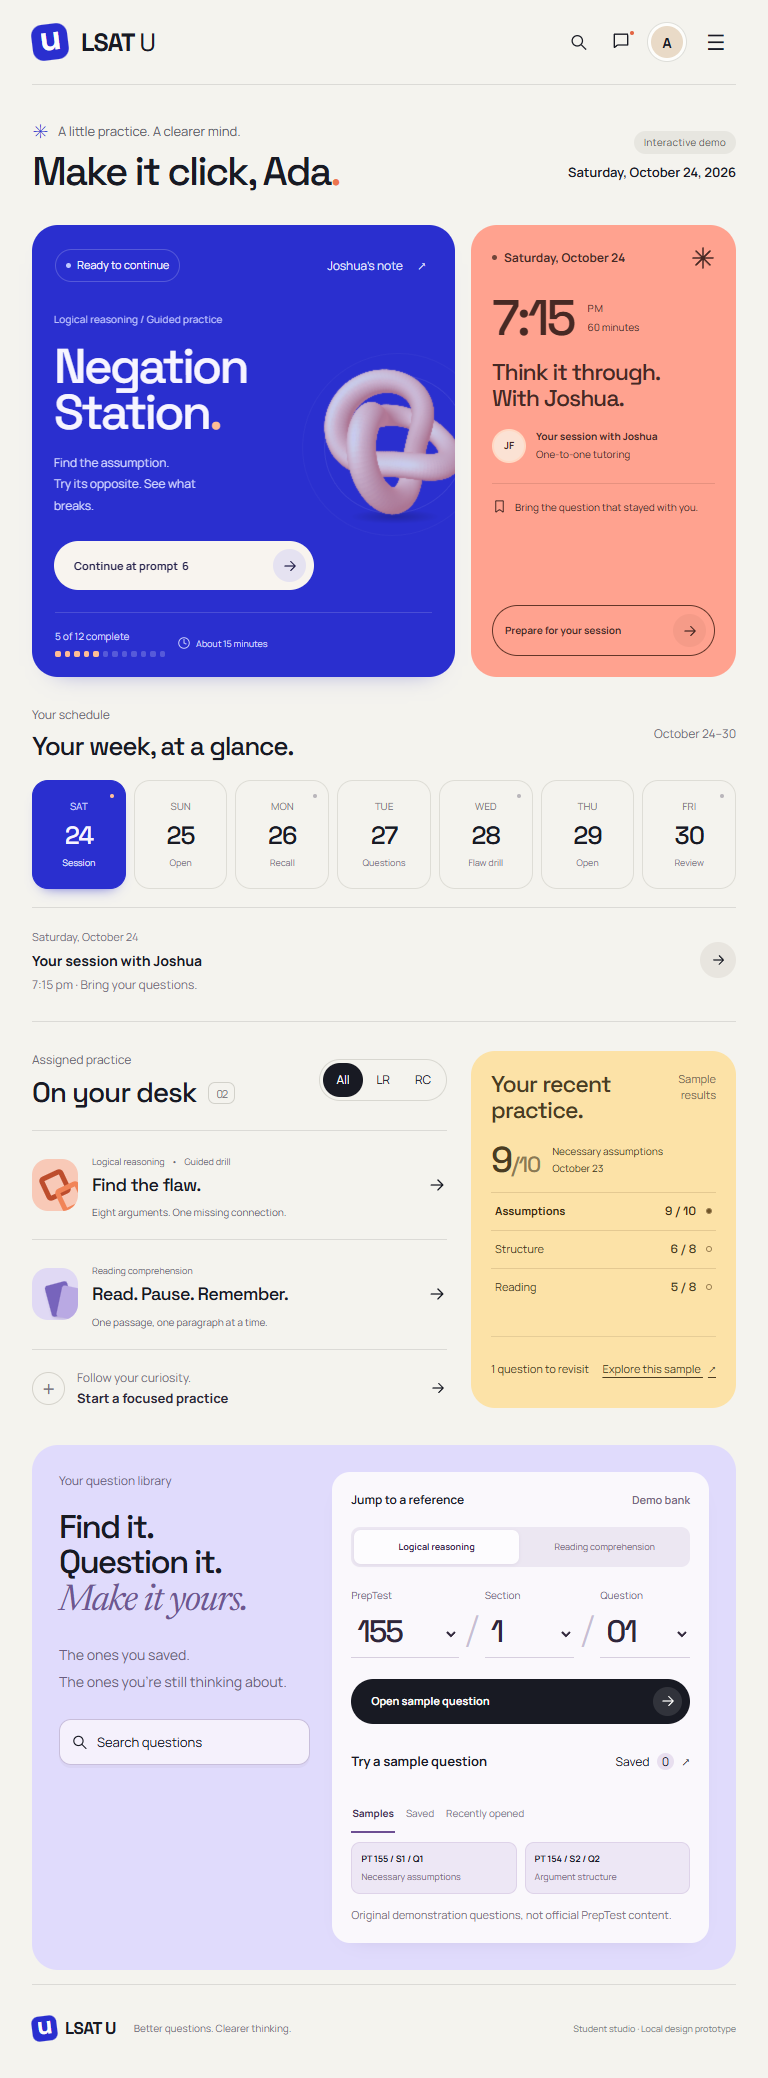 u LSAT U
A
A little practice. A clearer mind.
Make it click, Ada.
Interactive demo
Saturday, October 24, 2026
Ready to continue
Joshua's note ↗
Logical reasoning / Guided practice
Negation
Station.
Find the assumption.
Try its opposite. See what
breaks.
Continue at prompt 6 →
5 of 12 complete
About 15 minutes
Saturday, October 24
7:15 PM
60 minutes
Think it through.
With Joshua.
JF
Your session with Joshua
One-to-one tutoring
Bring the question that stayed with you.
Prepare for your session →
Your schedule
Your week, at a glance.
October 24–30
SAT
24
Session
SUN
25
Open
MON
26
Recall
TUE
27
Questions
WED
28
Flaw drill
THU
29
Open
FRI
30
Review
Saturday, October 24
Your session with Joshua
7:15 pm · Bring your questions.
Assigned practice
On your desk 02
All LR RC
Logical reasoning • Guided drill
Find the flaw.
Eight arguments. One missing connection.
Reading comprehension
Read. Pause. Remember.
One passage, one paragraph at a time.
Follow your curiosity.
Start a focused practice
Your recent
practice.
Sample
results
9/10
Necessary assumptions
October 23
Assumptions 9 / 10
Structure 6 / 8
Reading 5 / 8
1 question to revisit
Explore this sample ↗
Your question library
Find it.
Question it.
Make it yours.
The ones you saved.
The ones you're still thinking about.
Search questions
Jump to a reference
Demo bank
Logical reasoning
Reading comprehension
PrepTest
155
/
Section
1
/
Question
01
Open sample question →
Try a sample question
Saved 0 ↗
Samples Saved Recently opened
PT 155 / S1 / Q1
Necessary assumptions
PT 154 / S2 / Q2
Argument structure
Original demonstration questions, not official PrepTest content.
u LSAT U
Better questions. Clearer thinking.
Student studio · Local design prototype